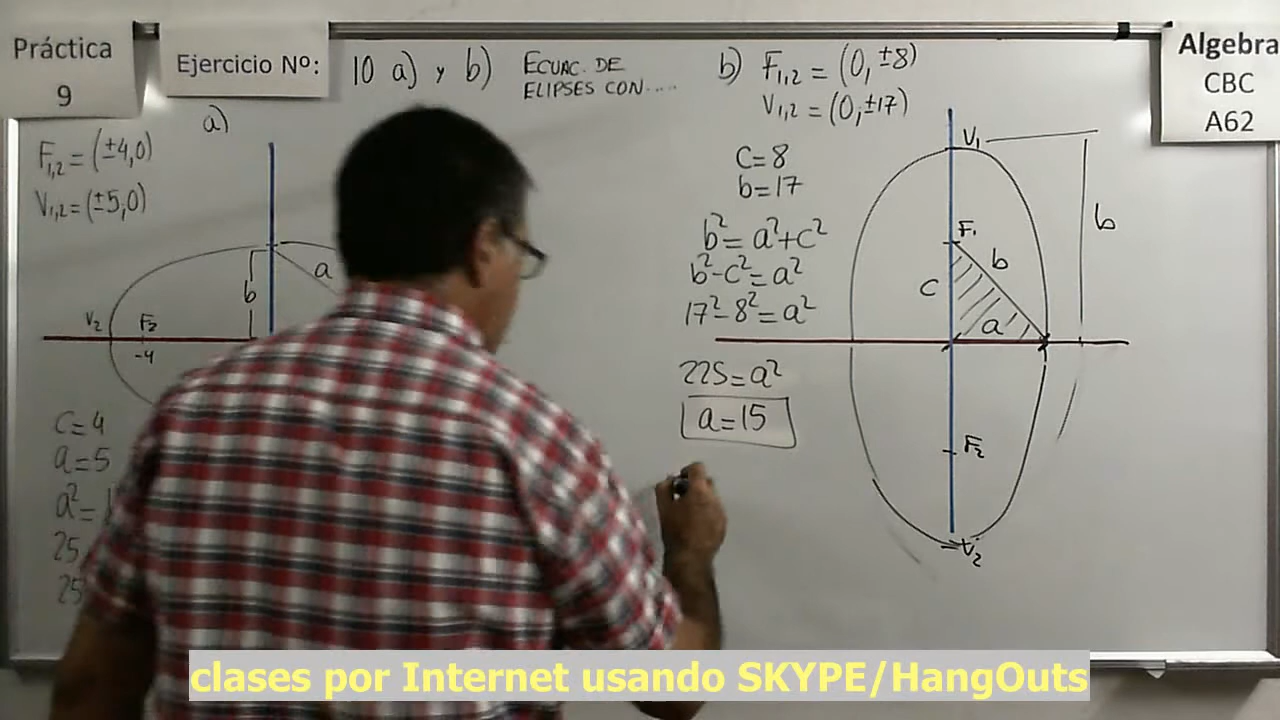 Práctica
9
Ejercicio Nº:
10 a) y b)
ECUAC. DE
ELIPSES CON....
Algebra
CBC
A62
a)
F₁,₂ = (±4,0)
V₁,₂ = (±5,0)
a
b
V₂
F₂
-4
C=4
a=5
a²=
25
25
b) F₁,₂ = (0, ±8)
V₁,₂ = (0, ±17)
C=8
b=17
b²=a²+c²
b²-c²=a²
17²-8²=a²
225=a²
a=15
V₁
b
F₁
b
c
a
F₂
V₂
clases por Internet usando SKYPE/HangOuts